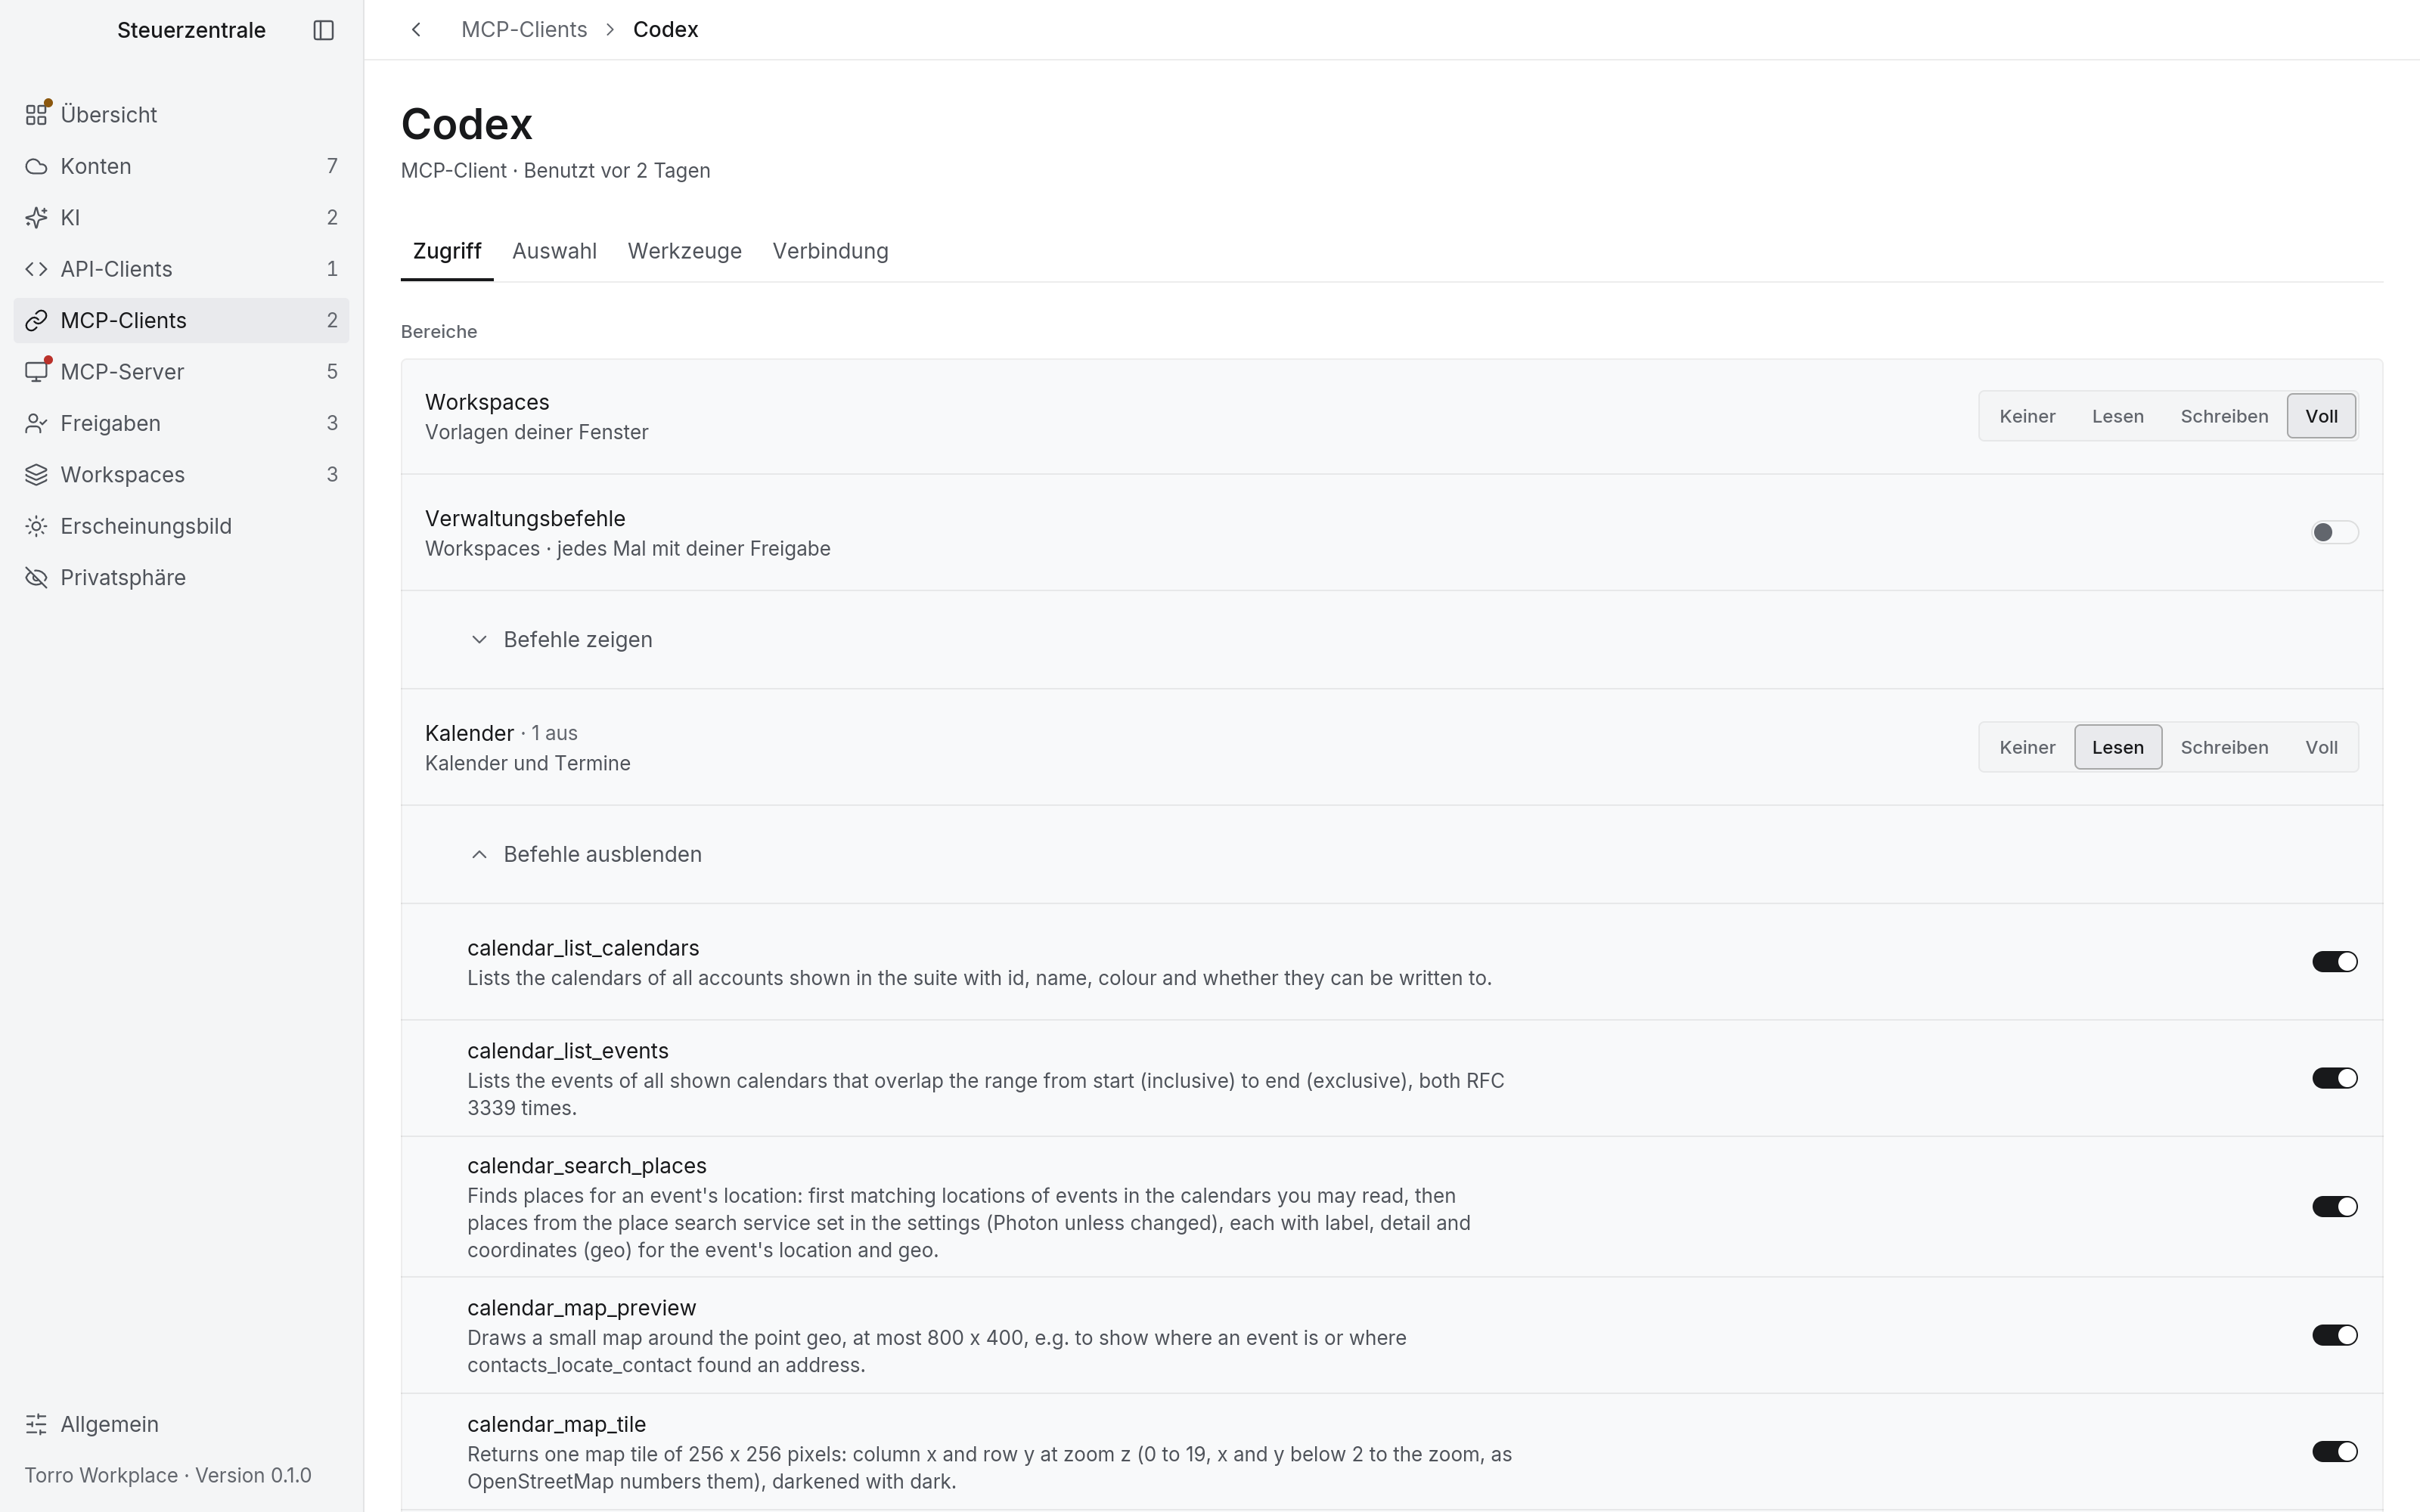 Steuerzentrale
Übersicht
Konten 7
KI 2
API-Clients 1
MCP-Clients 2
MCP-Server 5
Freigaben 3
Workspaces 3
Erscheinungsbild
Privatsphäre
Allgemein
Torro Workplace · Version 0.1.0
MCP-Clients Codex
Codex
MCP-Client · Benutzt vor 2 Tagen
Zugriff Auswahl Werkzeuge Verbindung
Bereiche
Workspaces
Vorlagen deiner Fenster
Keiner Lesen Schreiben Voll
Verwaltungsbefehle
Workspaces · jedes Mal mit deiner Freigabe
Befehle zeigen
Kalender · 1 aus
Kalender und Termine
Keiner Lesen Schreiben Voll
Befehle ausblenden
calendar_list_calendars
Lists the calendars of all accounts shown in the suite with id, name, colour and whether they can be written to.
calendar_list_events
Lists the events of all shown calendars that overlap the range from start (inclusive) to end (exclusive), both RFC
3339 times.
calendar_search_places
Finds places for an event's location: first matching locations of events in the calendars you may read, then
places from the place search service set in the settings (Photon unless changed), each with label, detail and
coordinates (geo) for the event's location and geo.
calendar_map_preview
Draws a small map around the point geo, at most 800 x 400, e.g. to show where an event is or where
contacts_locate_contact found an address.
calendar_map_tile
Returns one map tile of 256 x 256 pixels: column x and row y at zoom z (0 to 19, x and y below 2 to the zoom, as
OpenStreetMap numbers them), darkened with dark.